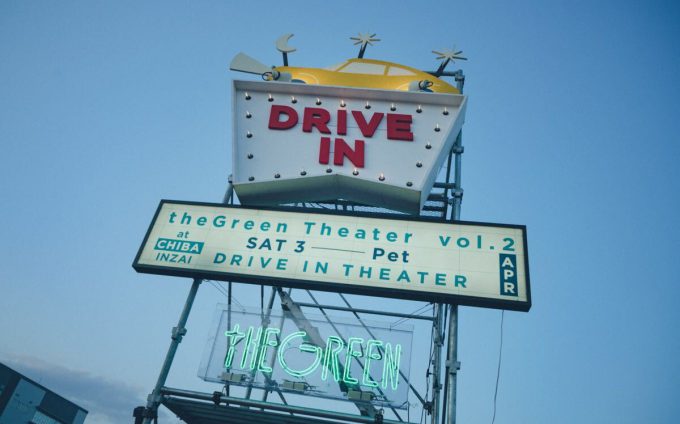 DRIVE
IN
theGreen Theater vol.2
at
CHIBA
INZAI
SAT 3 Pet
DRIVE IN THEATER
APR
tHEGREEN